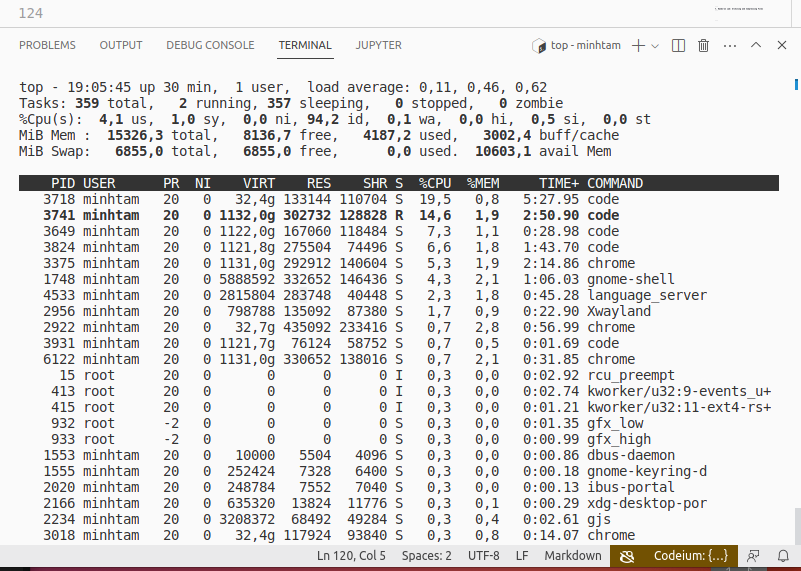 124
PROBLEMS OUTPUT DEBUG CONSOLE TERMINAL JUPYTER top - minhtam
top - 19:05:45 up 30 min,  1 user,  load average: 0,11, 0,46, 0,62
Tasks: 359 total,   2 running, 357 sleeping,   0 stopped,   0 zombie
%Cpu(s):  4,1 us,  1,0 sy,  0,0 ni, 94,2 id,  0,1 wa,  0,0 hi,  0,5 si,  0,0 st
MiB Mem :  15326,3 total,   8136,7 free,   4187,2 used,   3002,4 buff/cache
MiB Swap:   6855,0 total,   6855,0 free,      0,0 used.  10603,1 avail Mem
PID USER      PR  NI    VIRT    RES    SHR S  %CPU  %MEM     TIME+ COMMAND
3718 minhtam   20   0   32,4g 133144 110704 S  19,5   0,8   5:27.95 code
3741 minhtam   20   0 1132,0g 302732 128828 R  14,6   1,9   2:50.90 code
3649 minhtam   20   0 1122,0g 167060 118484 S   7,3   1,1   0:28.98 code
3824 minhtam   20   0 1121,8g 275504  74496 S   6,6   1,8   1:43.70 code
3375 minhtam   20   0 1131,0g 292912 140604 S   5,3   1,9   2:14.86 chrome
1748 minhtam   20   0 5888592 332652 146436 S   4,3   2,1   1:06.03 gnome-shell
4533 minhtam   20   0 2815804 283748  40448 S   2,3   1,8   0:45.28 language_server
2956 minhtam   20   0  798788 135092  87380 S   1,7   0,9   0:22.90 Xwayland
2922 minhtam   20   0   32,7g 435092 233416 S   0,7   2,8   0:56.99 chrome
3931 minhtam   20   0 1121,7g  76124  58752 S   0,7   0,5   0:01.69 code
6122 minhtam   20   0 1131,0g 330652 138016 S   0,7   2,1   0:31.85 chrome
15 root      20   0       0      0      0 I   0,3   0,0   0:02.92 rcu_preempt
413 root      20   0       0      0      0 I   0,3   0,0   0:02.74 kworker/u32:9-events_u+
415 root      20   0       0      0      0 I   0,3   0,0   0:01.21 kworker/u32:11-ext4-rs+
932 root      -2   0       0      0      0 S   0,3   0,0   0:01.35 gfx_low
933 root      -2   0       0      0      0 S   0,3   0,0   0:00.99 gfx_high
1553 minhtam   20   0   10000   5504   4096 S   0,3   0,0   0:00.86 dbus-daemon
1555 minhtam   20   0  252424   7328   6400 S   0,3   0,0   0:00.18 gnome-keyring-d
2020 minhtam   20   0  248784   7552   7040 S   0,3   0,0   0:00.13 ibus-portal
2166 minhtam   20   0  635320  13824  11776 S   0,3   0,1   0:00.29 xdg-desktop-por
2234 minhtam   20   0 3208372  68492  49284 S   0,3   0,4   0:02.61 gjs
3018 minhtam   20   0   32,4g 117924  93840 S   0,3   0,8   0:14.07 chrome
Ln 120, Col 5 Spaces: 2 UTF-8 LF Markdown Codeium: {...}